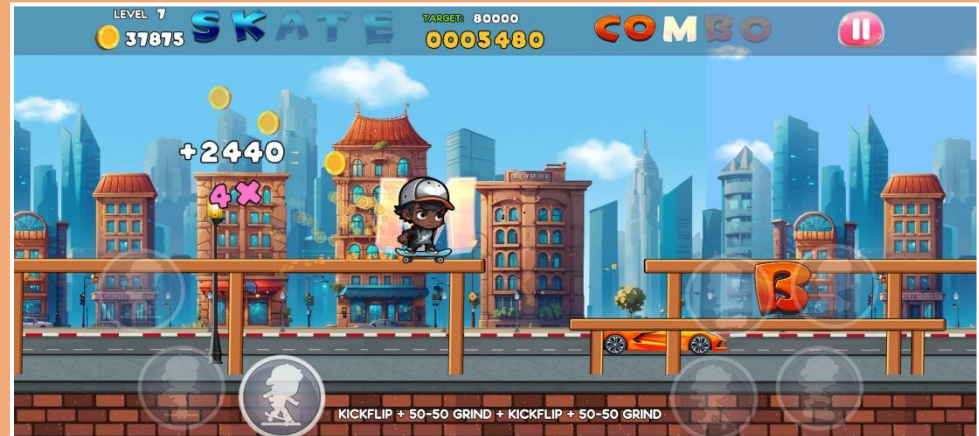 LEVEL 7
37875
SKATE
TARGET: 80000
0005480
COMBO
+2440
4X
B
KICKFLIP + 50-50 GRIND + KICKFLIP + 50-50 GRIND